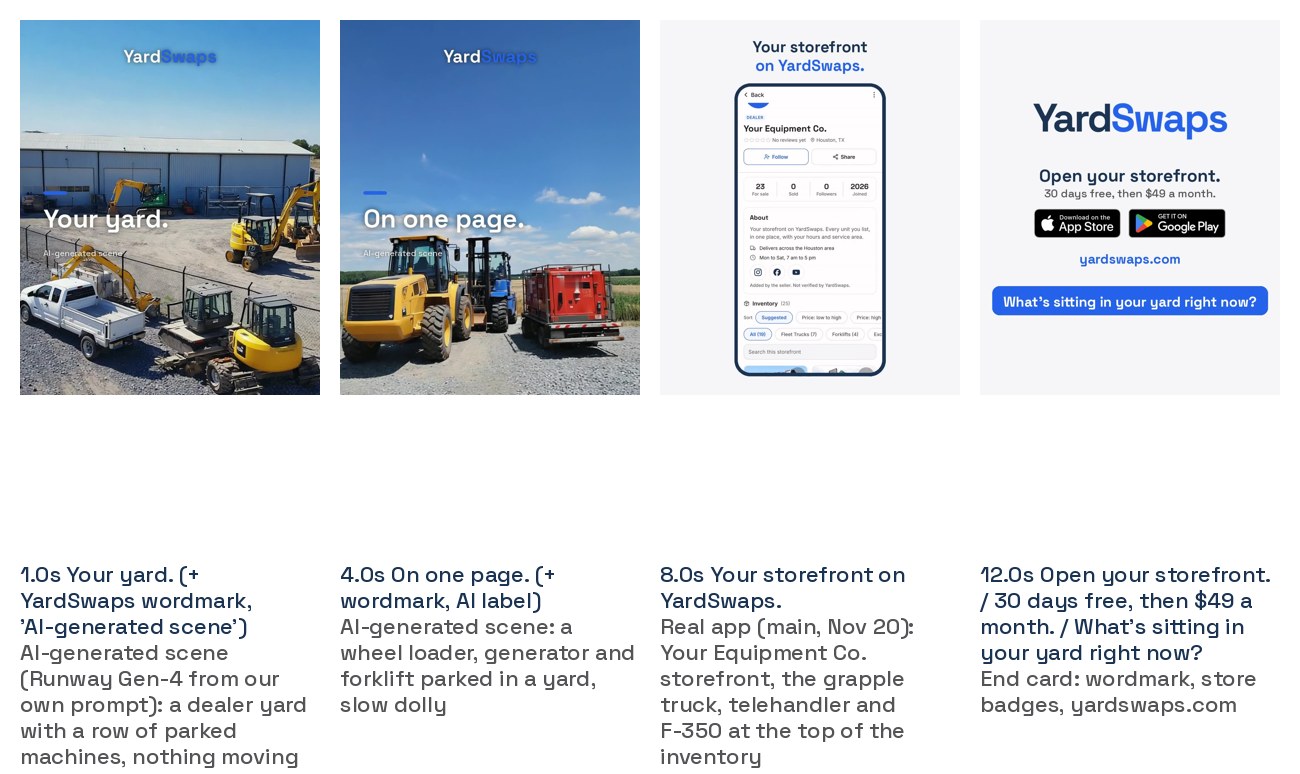 YardSwaps
Your yard.
AI-generated scene
YardSwaps
On one page.
AI-generated scene
Your storefront
on YardSwaps.
Back
DEALER
Your Equipment Co.
No reviews yet Houston, TX
Follow
Share
23 0 0 2026
For sale Sold Followers Joined
About
Your storefront on YardSwaps. Every unit you list,
in one place, with your hours and service area.
Delivers across the Houston area
Mon to Sat, 7 am to 5 pm
Added by the seller. Not verified by YardSwaps.
Inventory (23)
Sort Suggested Price: low to high Price: high
All (19) Fleet Trucks (7) Forklifts (4) Exc
Search this storefront
YardSwaps
Open your storefront.
30 days free, then $49 a month.
Download on the
App Store
GET IT ON
Google Play
yardswaps.com
What's sitting in your yard right now?
1.0s Your yard. (+
YardSwaps wordmark,
'AI-generated scene')
AI-generated scene
(Runway Gen-4 from our
own prompt): a dealer yard
with a row of parked
machines, nothing moving
4.0s On one page. (+
wordmark, AI label)
AI-generated scene: a
wheel loader, generator and
forklift parked in a yard,
slow dolly
8.0s Your storefront on
YardSwaps.
Real app (main, Nov 20):
Your Equipment Co.
storefront, the grapple
truck, telehandler and
F-350 at the top of the
inventory
12.0s Open your storefront.
/ 30 days free, then $49 a
month. / What's sitting in
your yard right now?
End card: wordmark, store
badges, yardswaps.com